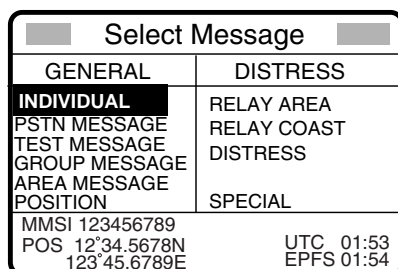 Select Message
GENERAL
DISTRESS
INDIVIDUAL
PSTN MESSAGE
TEST MESSAGE
GROUP MESSAGE
AREA MESSAGE
POSITION
RELAY AREA
RELAY COAST
DISTRESS
SPECIAL
MMSI 123456789
POS 12°34.5678N
123°45.6789E
UTC 01:53
EPFS 01:54